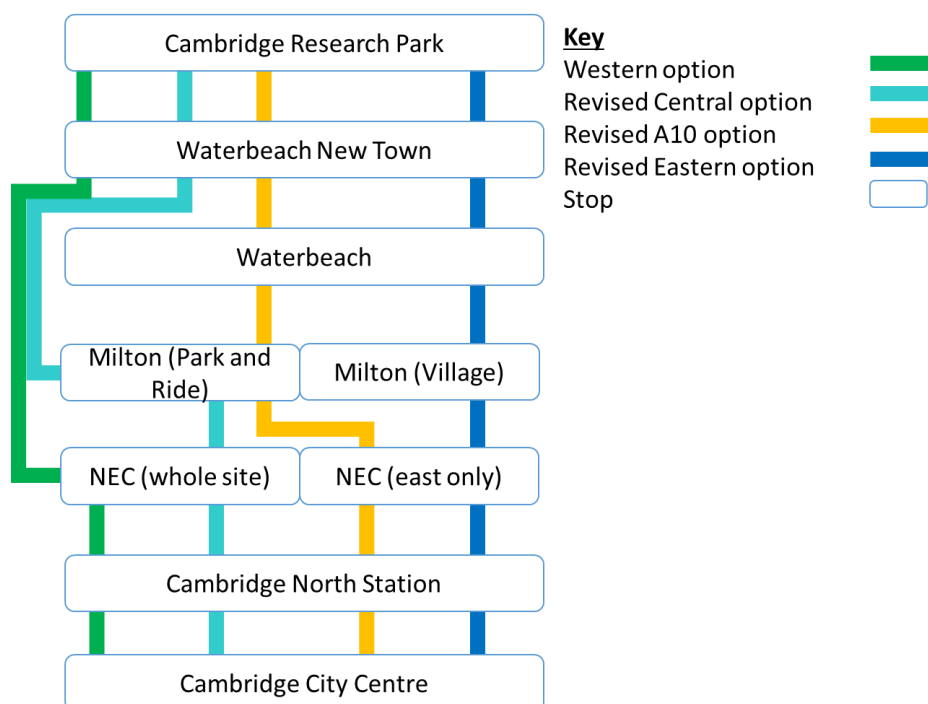 Cambridge Research Park
Key
Western option
Revised Central option
Revised A10 option
Revised Eastern option
Stop
Waterbeach New Town
Waterbeach
Milton (Park and
Ride)
Milton (Village)
NEC (whole site)
NEC (east only)
Cambridge North Station
Cambridge City Centre